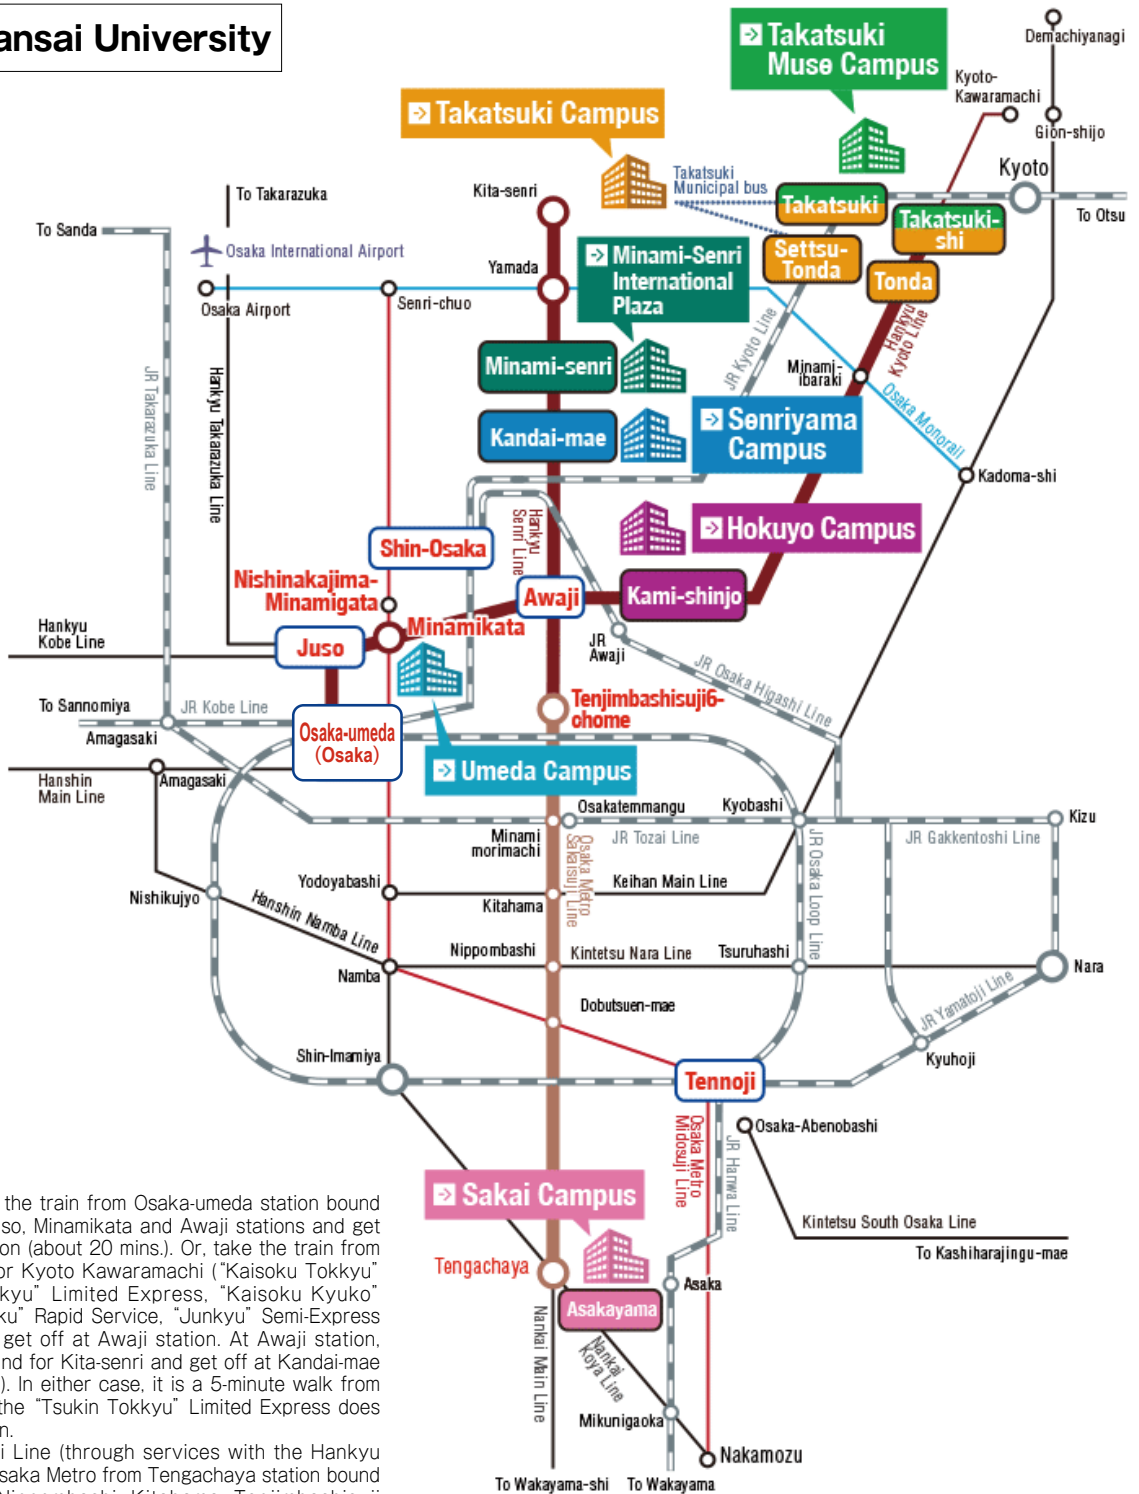 ansai University
Takatsuki
Muse Campus
Demachiyanagi
Kyoto-
Kawaramachi
Gion-shijo
Takatsuki Campus
Kyoto
Takatsuki
Municipal bus
Kita-senri
To Takarazuka
Takatsuki
Takatsuki-
shi
To Otsu
To Sanda
Osaka International Airport
Settsu-
Tonda
Minami-Senri
International
Plaza
Yamada
Tonda
Osaka Airport
Senri-chuo
Hankyu
Kyoto Line
JR Kyoto Line
Minami-senri
Minami-
ibaraki
JR Takarazuka Line
Hankyu Takarazuka Line
Osaka Monorail
Kandai-mae
Senriyama
Campus
Kadoma-shi
Hankyu
Senri Line
Hokuyo Campus
Shin-Osaka
Nishinakajima-
Minamigata
Awaji
Kami-shinjo
Hankyu
Kobe Line
Juso
Minamikata
JR
Awaji
JR Osaka Higashi Line
To Sannomiya
JR Kobe Line
Tenjimbashisuji6-
chome
Amagasaki
Osaka-umeda
(Osaka)
Umeda Campus
Hanshin
Main Line
Amagasaki
Osakatemmangu
Kyobashi
Kizu
Minami
morimachi
JR Tozai Line
JR Gakkentoshi Line
Osaka Metro
Sakaisuji Line
JR Osaka Loop Line
Yodoyabashi
Keihan Main Line
Nishikujyo
Kitahama
Hanshin Namba Line
Nippombashi
Kintetsu Nara Line
Tsuruhashi
Namba
Nara
Dobutsuen-mae
JR Yamatoji Line
Shin-Imamiya
Kyuhoji
Tennoji
Osaka Metro
Midosuji Line
JR Hanwa Line
Osaka-Abenobashi
Sakai Campus
Kintetsu South Osaka Line
To Kashiharajingu-mae
Tengachaya
Asaka
Asakayama
Nankai Main Line
Nankai
Koya Line
Mikunigaoka
Nakamozu
To Wakayama-shi
To Wakayama
the train from Osaka-umeda station bound
so, Minamikata and Awaji stations and get
on (about 20 mins.). Or, take the train from
or Kyoto Kawaramachi (“Kaisoku Tokkyu”
kyu” Limited Express, “Kaisoku Kyuko”
ku” Rapid Service, “Junkyu” Semi-Express
get off at Awaji station. At Awaji station,
nd for Kita-senri and get off at Kandai-mae
). In either case, it is a 5-minute walk from
the “Tsukin Tokkyu” Limited Express does
n.
i Line (through services with the Hankyu
saka Metro from Tengachaya station bound